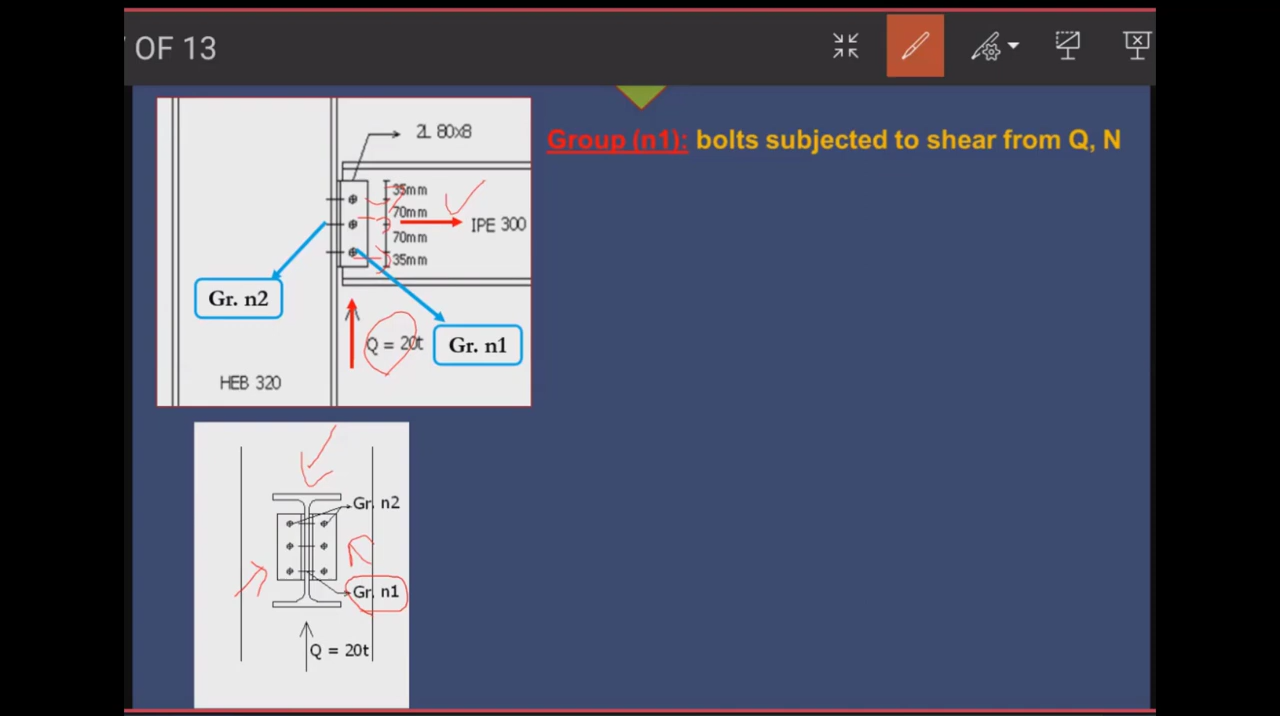 OF 13
Group (n1): bolts subjected to shear from Q, N
2L 80x8
35mm
70mm
IPE 300
70mm
35mm
Gr. n2
Q = 20t
Gr. n1
HEB 320
Gr. n2
Gr. n1
Q = 20t